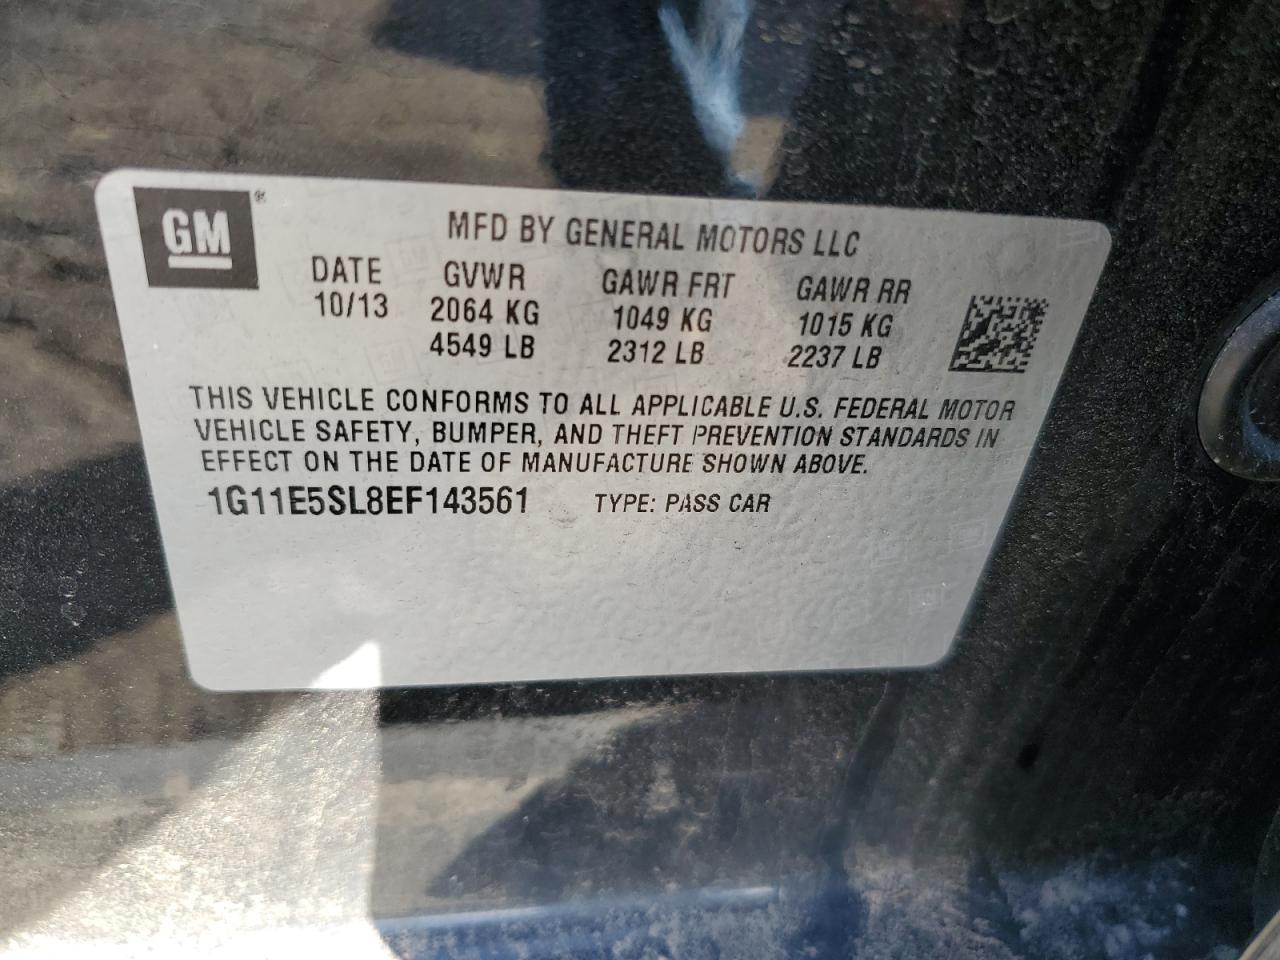 GM®
MFD BY GENERAL MOTORS LLC
DATE GVWR GAWR FRT GAWR RR
10/13 2064 KG 1049 KG 1015 KG
4549 LB 2312 LB 2237 LB
THIS VEHICLE CONFORMS TO ALL APPLICABLE U.S. FEDERAL MOTOR
VEHICLE SAFETY, BUMPER, AND THEFT PREVENTION STANDARDS IN
EFFECT ON THE DATE OF MANUFACTURE SHOWN ABOVE.
1G11E5SL8EF143561 TYPE: PASS CAR